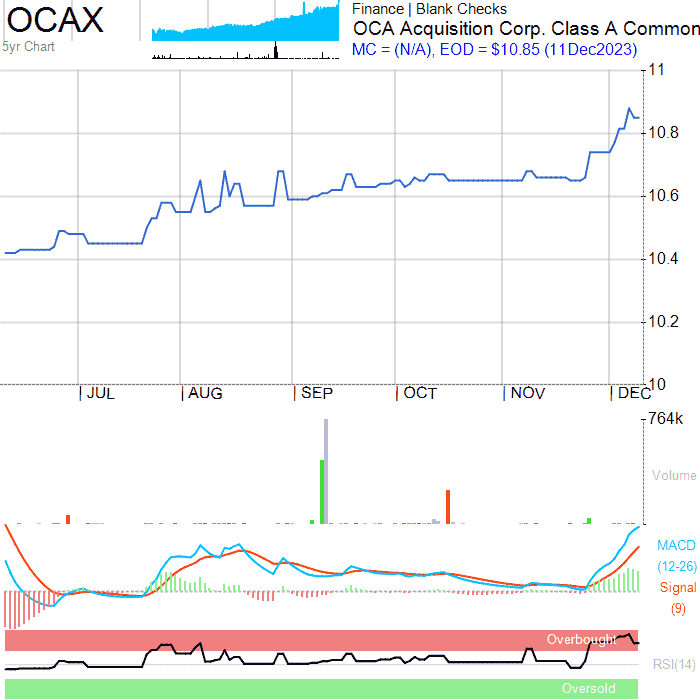 OCAX
5yr Chart
Finance | Blank Checks
OCA Acquisition Corp. Class A Common
MC = (N/A), EOD = $10.85 (11Dec2023)
11
10.8
10.6
10.4
10.2
10
| JUL | AUG | SEP | OCT | NOV | DEC
764k
Volume
MACD
(12-26)
Signal
(9)
Overbought
RSI(14)
Oversold